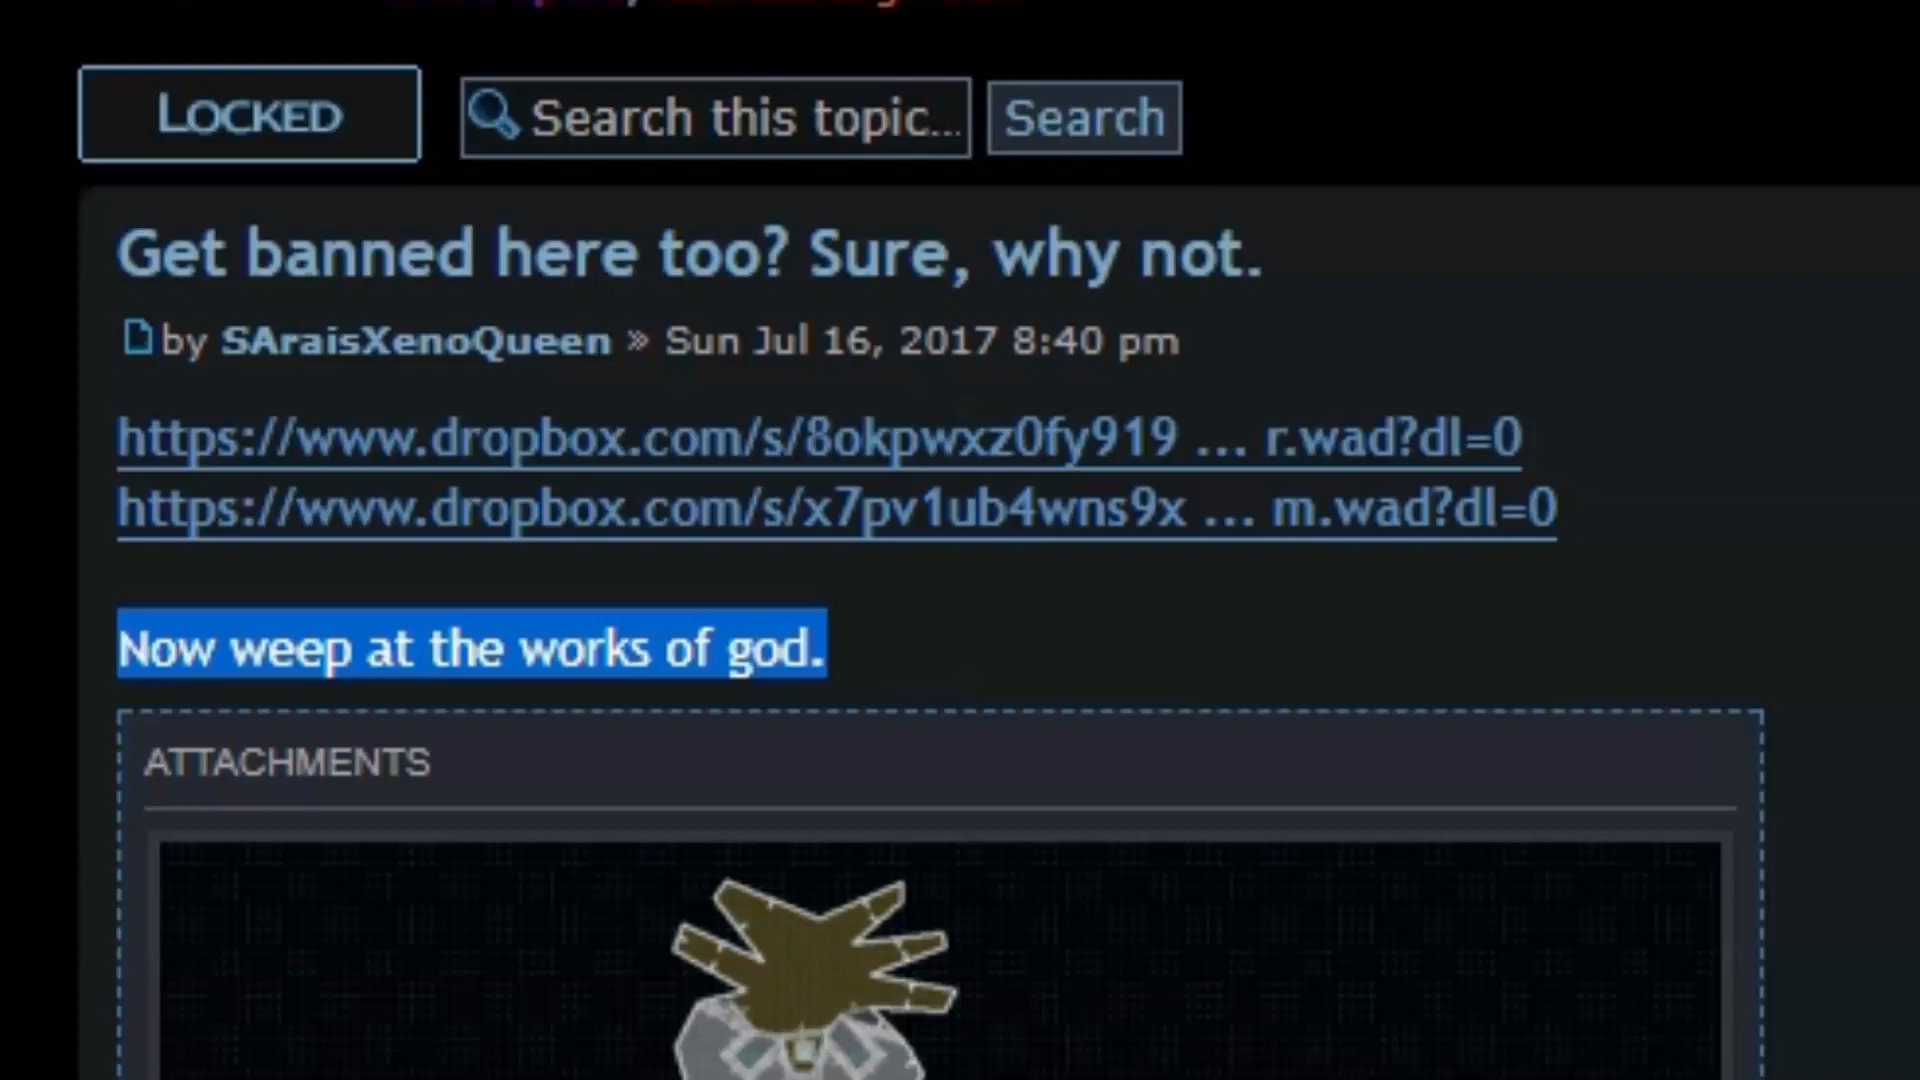 LOCKED
Search this topic...
Search
Get banned here too? Sure, why not.
by SAraisXenoQueen » Sun Jul 16, 2017 8:40 pm
https://www.dropbox.com/s/8okpwxz0fy919 ... r.wad?dl=0
https://www.dropbox.com/s/x7pv1ub4wns9x ... m.wad?dl=0
Now weep at the works of god.
ATTACHMENTS